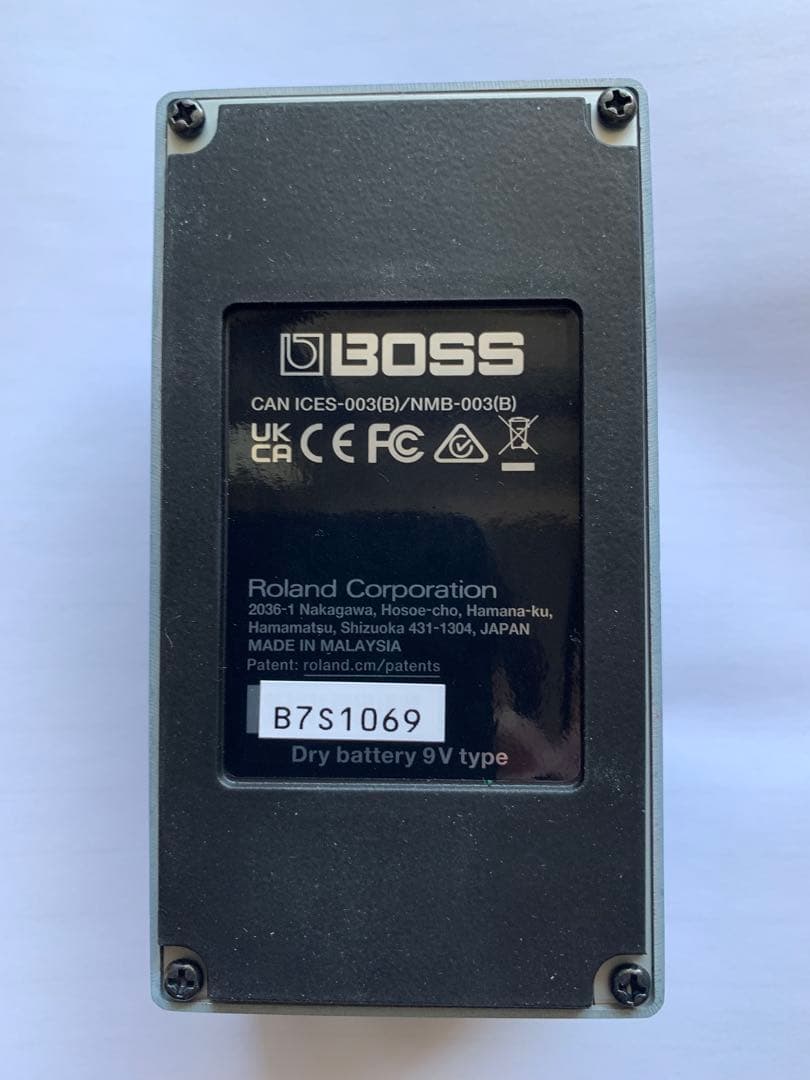 BOSS
CAN ICES-003(B)/NMB-003(B)
UK CA CE FC
Roland Corporation
2036-1 Nakagawa, Hosoe-cho, Hamana-ku,
Hamamatsu, Shizuoka 431-1304, JAPAN
MADE IN MALAYSIA
Patent: roland.cm/patents
B7S1069
Dry battery 9V type